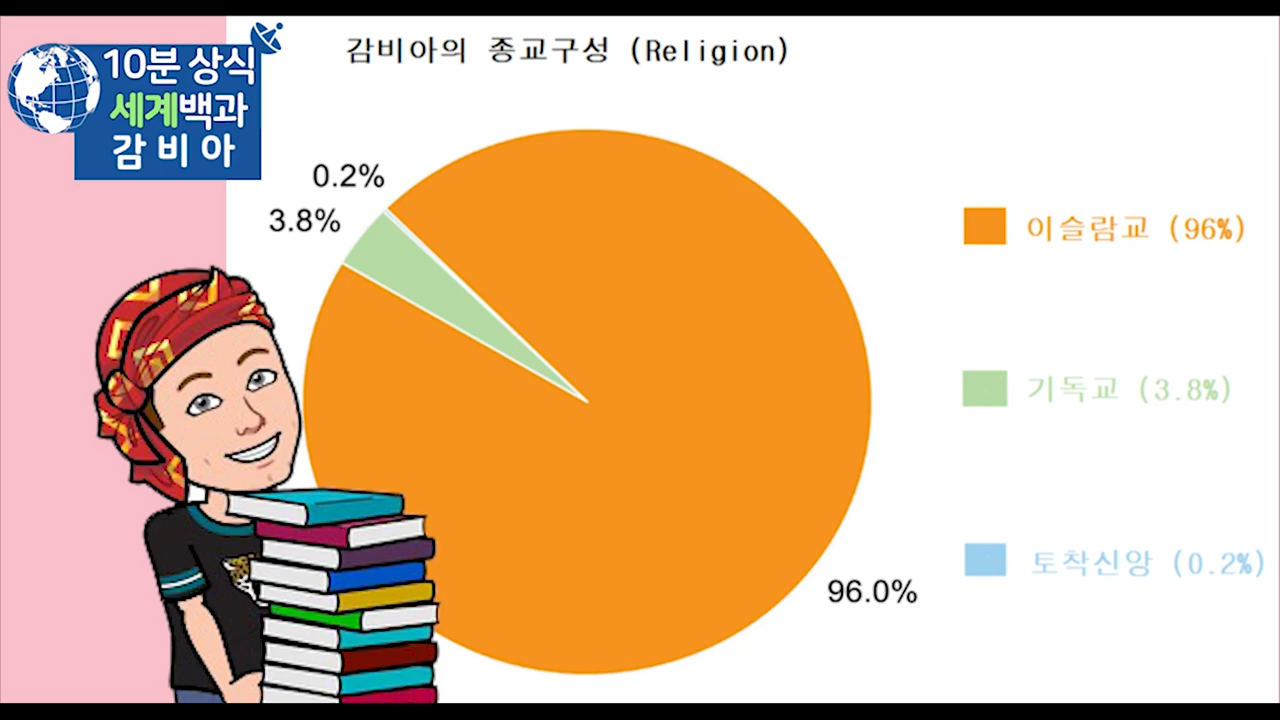 10분 상식
세계백과
감비아
감비아의 종교구성 (Religion)
0.2%
3.8%
96.0%
이슬람교 (96%)
기독교 (3.8%)
토착신앙 (0.2%)